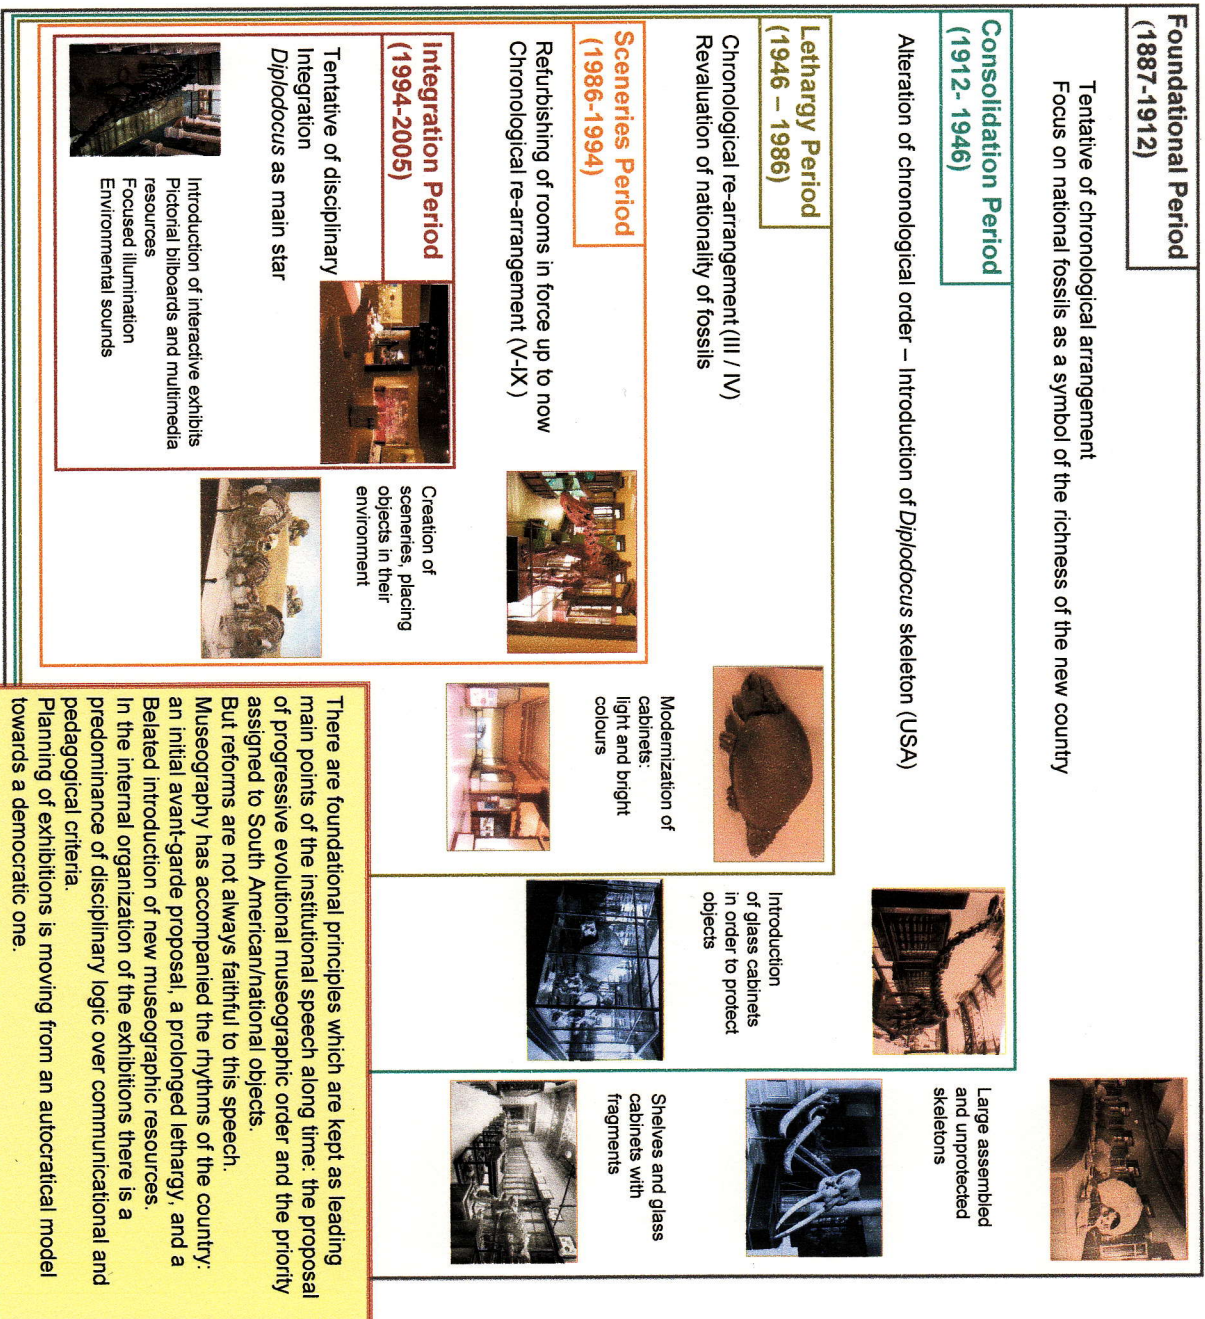 Foundational Period
(1887-1912)
Tentative of chronological arrangement
Focus on national fossils as a symbol of the richness of the new country
Large assembled
and unprotected
skeletons
Shelves and glass
cabinets with
fragments
Consolidation Period
(1912- 1946)
Alteration of chronological order – Introduction of Diplodocus skeleton (USA)
Introduction
of glass cabinets
in order to protect
objects
Lethargy Period
(1946 – 1986)
Chronological re-arrangement (III / IV)
Revaluation of nationality of fossils
Modernization of
cabinets:
light and bright
colours
Sceneries Period
(1986-1994)
Refurbishing of rooms in force up to now
Chronological re-arrangement (V-IX )
Creation of
sceneries, placing
objects in their
environment
Integration Period
(1994-2005)
Tentative of disciplinary
Integration
Diplodocus as main star
Introduction of interactive exhibits
Pictorial bilboards and multimedia
resources
Focused illumination
Environmental sounds
There are foundational principles which are kept as leading
main points of the institutional speech along time: the proposal
of progressive evolutional museographic order and the priority
assigned to South American/national objects.
But reforms are not always faithful to this speech.
Museography has accompanied the rhythms of the country:
an initial avant-garde proposal, a prolonged lethargy, and a
Belated introduction of new museographic resources.
In the internal organization of the exhibitions there is a
predominance of disciplinary logic over communicational and
pedagogical criteria.
Planning of exhibitions is moving from an autocratical model
towards a democratic one.